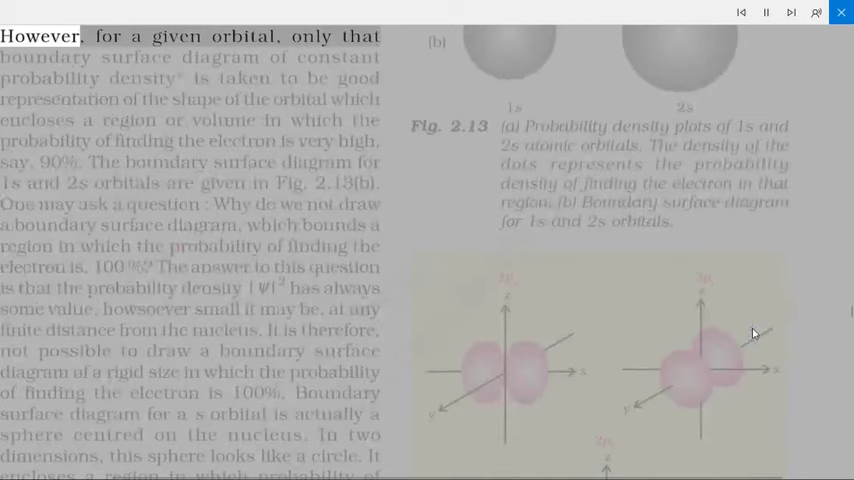 However, for a given orbital, only that
boundary surface diagram of constant
probability density* is taken to be good
representation of the shape of the orbital which
encloses a region or volume in which the
probability of finding the electron is very high,
say, 90%. The boundary surface diagram for
1s and 2s orbitals are given in Fig. 2.13(b).
One may ask a question : Why do we not draw
a boundary surface diagram, which bounds a
region in which the probability of finding the
electron is, 100 %? The answer to this question
is that the probability density |ψ|² has always
some value, howsoever small it may be, at any
finite distance from the nucleus. It is therefore,
not possible to draw a boundary surface
diagram of a rigid size in which the probability
of finding the electron is 100%. Boundary
surface diagram for a s orbital is actually a
sphere centred on the nucleus. In two
dimensions, this sphere looks like a circle. It
encloses a region in which probability of
(b)
1s 2s
Fig. 2.13 (a) Probability density plots of 1s and
2s atomic orbitals. The density of the
dots represents the probability
density of finding the electron in that
region. (b) Boundary surface diagram
for 1s and 2s orbitals.
z z
x x
y y
z